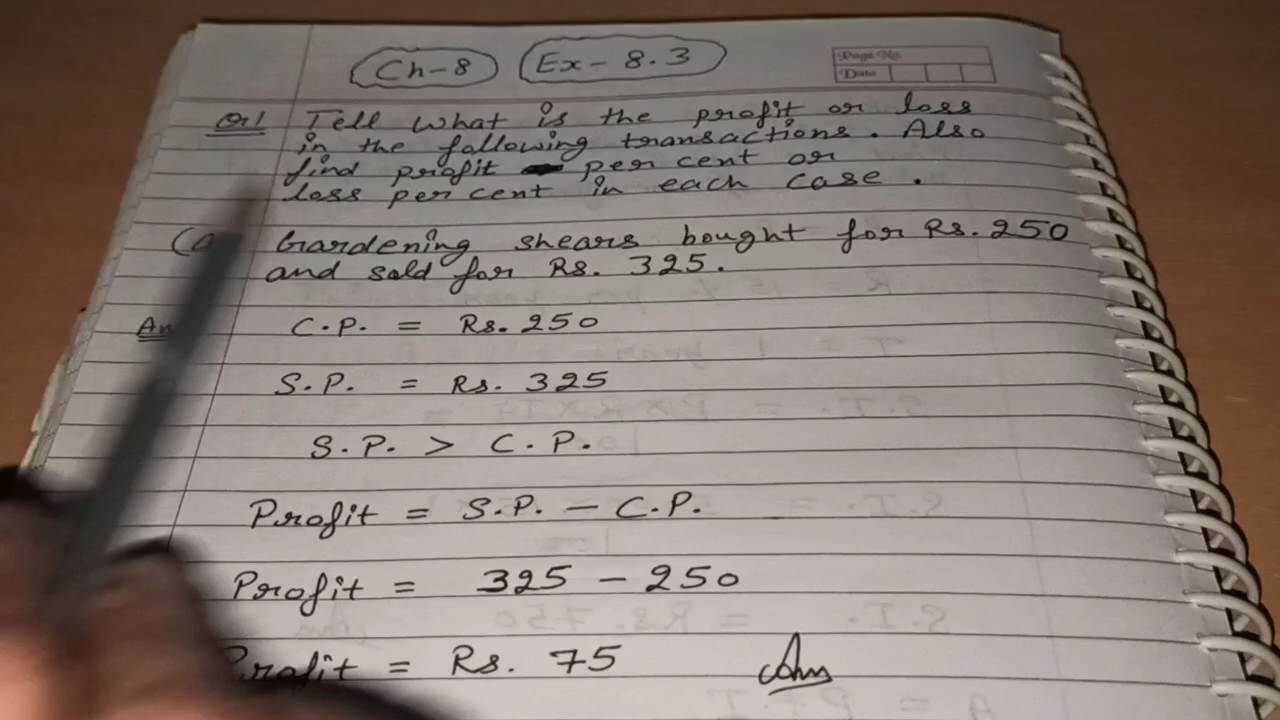 Ch-8 Ex-8.3
Page No.
Date
Q.1 Tell what is the profit or loss
in the following transactions. Also
find profit per cent or
loss per cent in each case.
(a Gardening shears bought for Rs. 250
and sold for Rs. 325.
An C.P. = Rs. 250
S.P. = Rs. 325
S.P. > C.P.
Profit = S.P. - C.P.
Profit = 325 - 250
Profit = Rs. 75 Ans